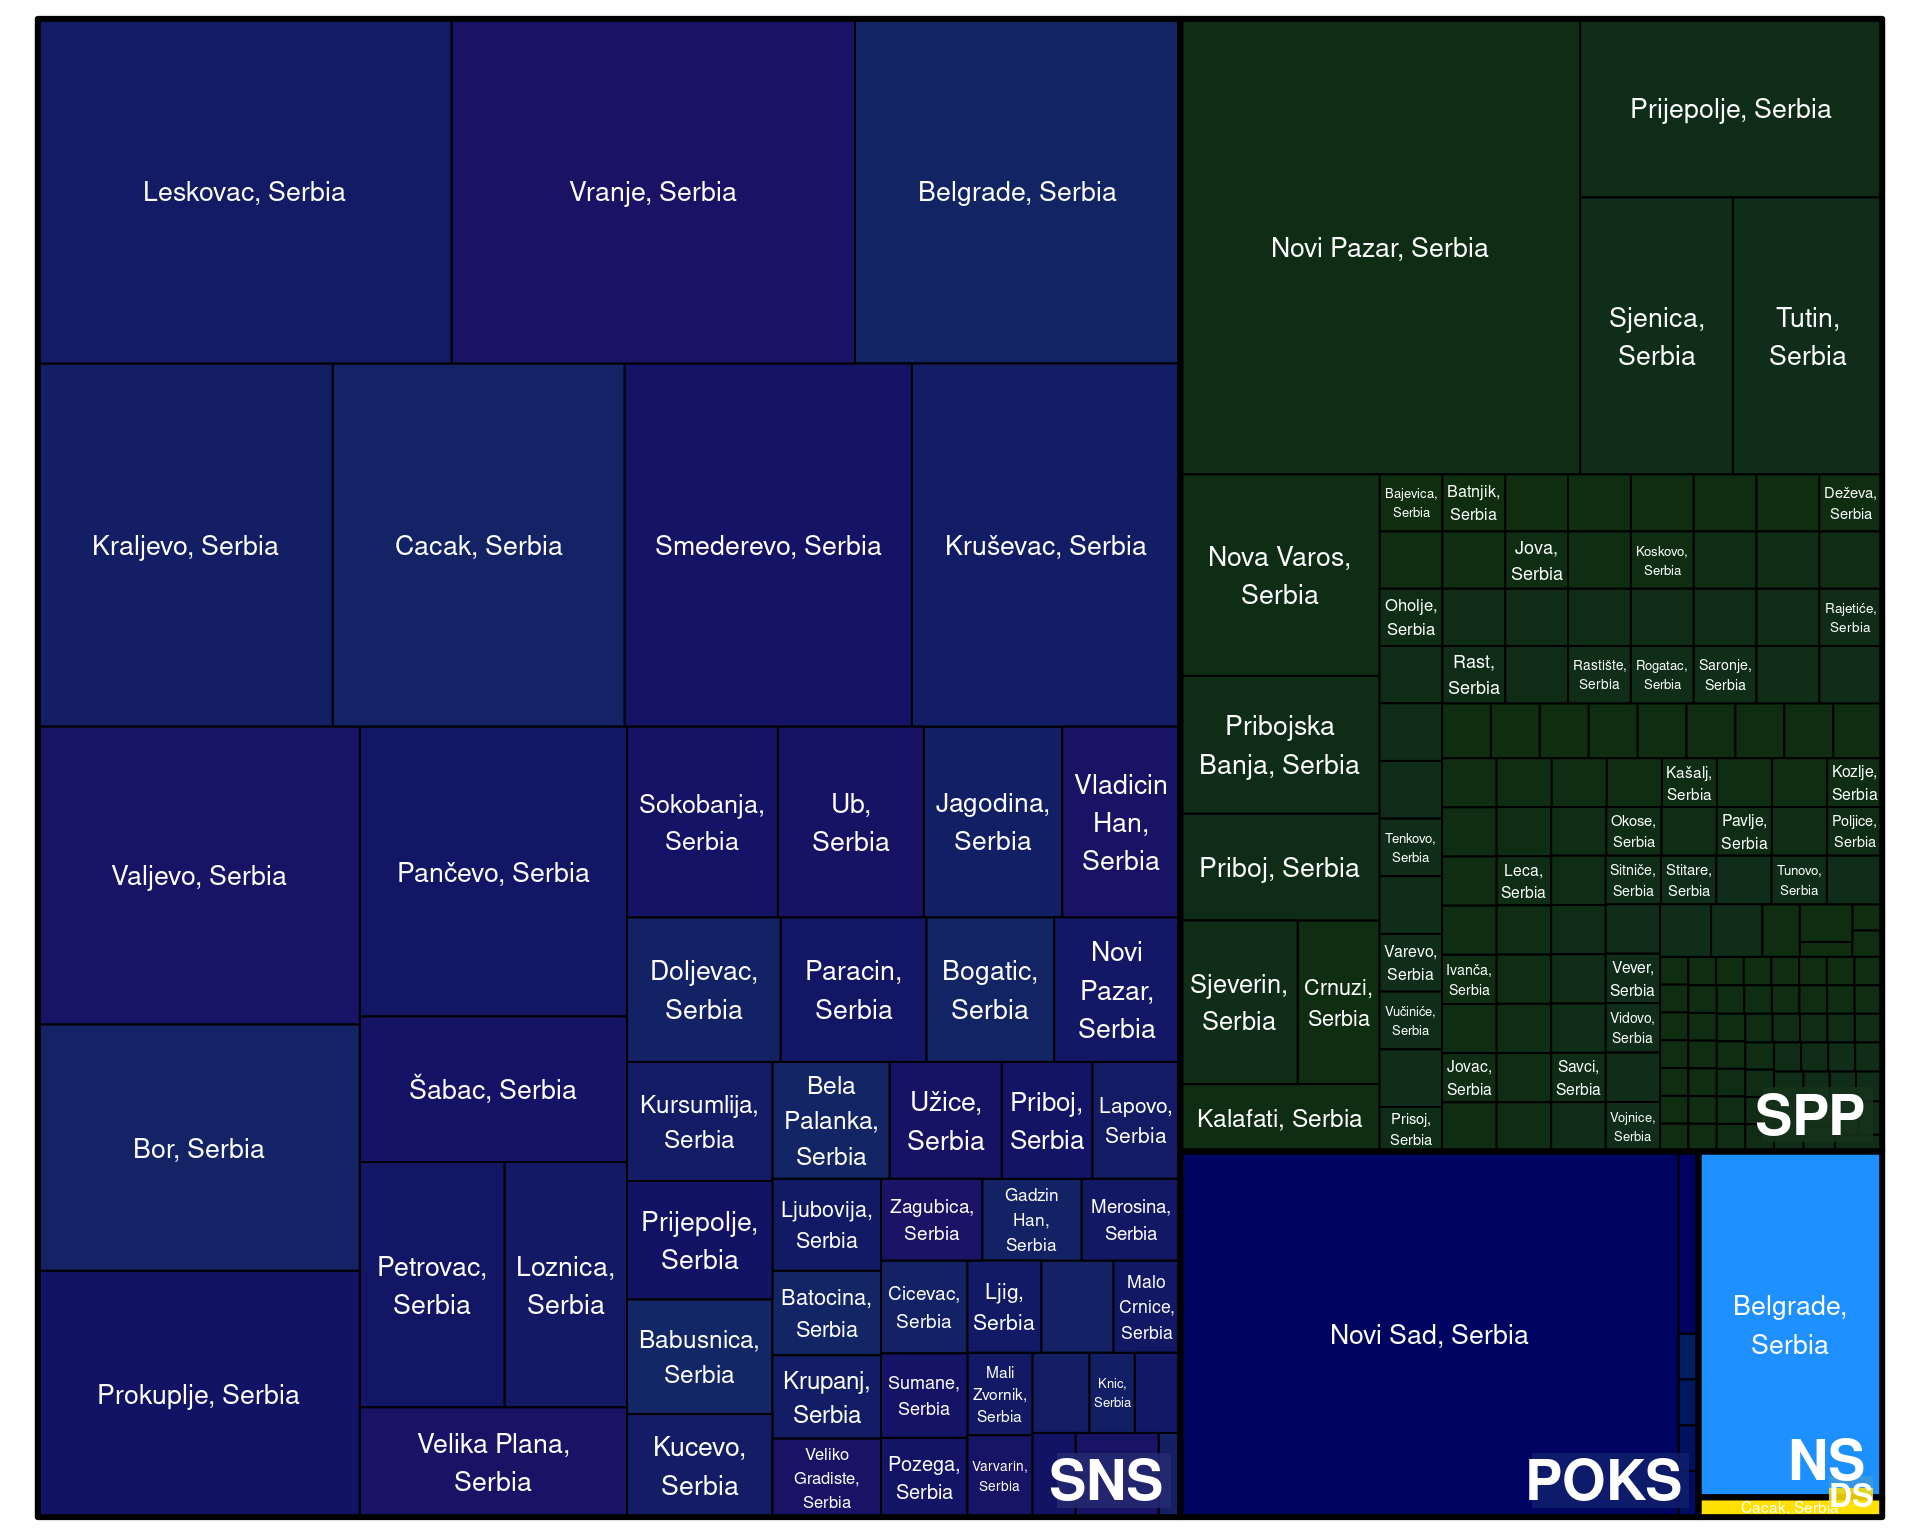 Leskovac, Serbia
Vranje, Serbia
Belgrade, Serbia
Kraljevo, Serbia
Cacak, Serbia
Smederevo, Serbia
Kruševac, Serbia
Valjevo, Serbia
Bor, Serbia
Prokuplje, Serbia
Pančevo, Serbia
Šabac, Serbia
Petrovac,
Serbia
Loznica,
Serbia
Velika Plana,
Serbia
Sokobanja,
Serbia
Ub,
Serbia
Jagodina,
Serbia
Vladicin
Han,
Serbia
Doljevac,
Serbia
Paracin,
Serbia
Bogatic,
Serbia
Novi
Pazar,
Serbia
Kursumlija,
Serbia
Prijepolje,
Serbia
Babusnica,
Serbia
Kucevo,
Serbia
Bela
Palanka,
Serbia
Užice,
Serbia
Priboj,
Serbia
Lapovo,
Serbia
Ljubovija,
Serbia
Batocina,
Serbia
Krupanj,
Serbia
Veliko
Gradiste,
Serbia
Zagubica,
Serbia
Gadzin
Han,
Serbia
Merosina,
Serbia
Cicevac,
Serbia
Ljig,
Serbia
Malo
Crnice,
Serbia
Sumane,
Serbia
Mali
Zvornik,
Serbia
Knic,
Serbia
Pozega,
Serbia
Varvarin,
Serbia
SNS
Novi Pazar, Serbia
Prijepolje, Serbia
Sjenica,
Serbia
Tutin,
Serbia
Nova Varos,
Serbia
Pribojska
Banja, Serbia
Priboj, Serbia
Sjeverin,
Serbia
Crnuzi,
Serbia
Kalafati, Serbia
Bajevica,
Serbia
Batnjik,
Serbia
Deževa,
Serbia
Jova,
Serbia
Koskovo,
Serbia
Oholje,
Serbia
Rajetiće,
Serbia
Rast,
Serbia
Rastište,
Serbia
Rogatac,
Serbia
Saronje,
Serbia
Tenkovo,
Serbia
Varevo,
Serbia
Vučiniće,
Serbia
Prisoj,
Serbia
Kašalj,
Serbia
Kozlje,
Serbia
Okose,
Serbia
Pavlje,
Serbia
Poljice,
Serbia
Leca,
Serbia
Sitniče,
Serbia
Stitare,
Serbia
Tunovo,
Serbia
Ivanča,
Serbia
Vever,
Serbia
Vidovo,
Serbia
Jovac,
Serbia
Savci,
Serbia
Vojnice,
Serbia
SPP
Novi Sad, Serbia
POKS
Belgrade,
Serbia
NS
Cacak, Serbia
DS